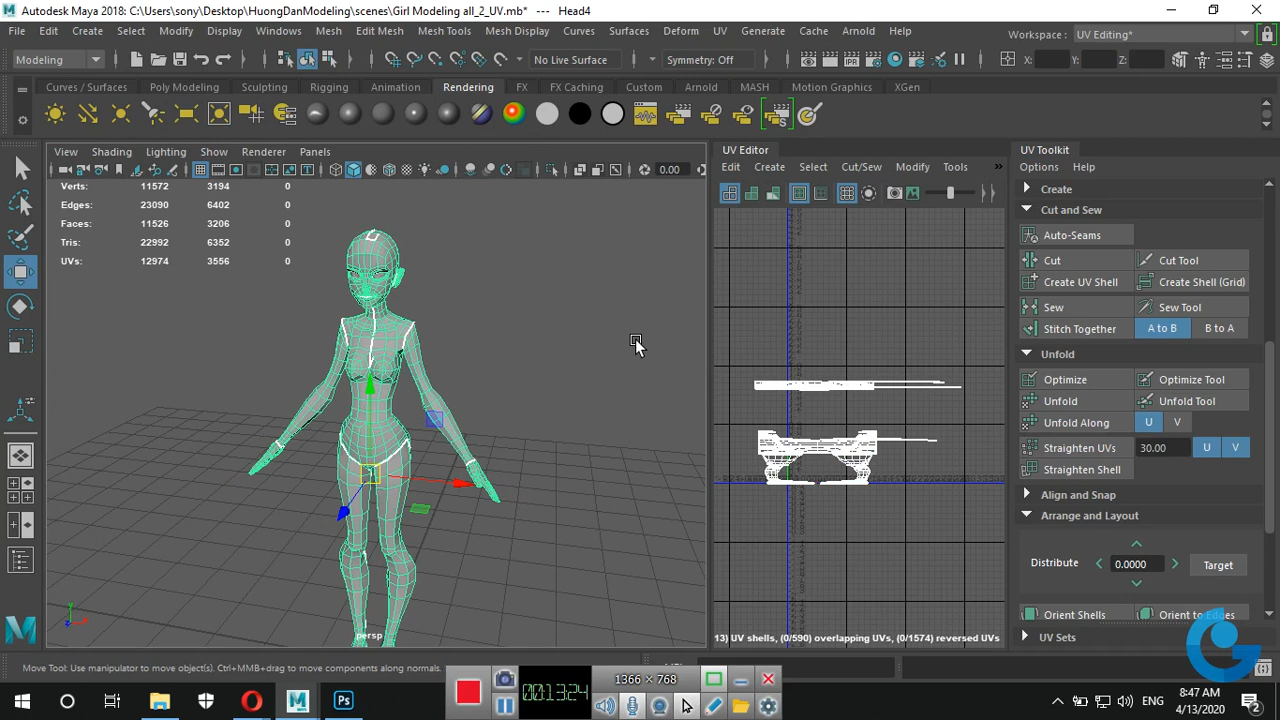 Autodesk Maya 2018: C:\Users\sony\Desktop\HuongDanModeling\scenes\Girl Modeling all_2_UV.mb* --- Head4
File Edit Create Select Modify Display Windows Mesh Edit Mesh Mesh Tools Mesh Display Curves Surfaces Deform UV Generate Cache Arnold Help
Workspace: UV Editing*
Modeling No Live Surface Symmetry: Off X: Y: Z:
Curves / Surfaces Poly Modeling Sculpting Rigging Animation Rendering FX FX Caching Custom Arnold MASH Motion Graphics XGen
View Shading Lighting Show Renderer Panels
0.00
Verts: 11572 3194 0
Edges: 23090 6402 0
Faces: 11526 3206 0
Tris: 22992 6352 0
UVs: 12974 3556 0
persp
UV Editor
Edit Create Select Cut/Sew Modify Tools »
13) UV shells, (0/590) overlapping UVs, (0/1574) reversed UVs
UV Toolkit
Options Help
Create
Cut and Sew
Auto-Seams
Cut Cut Tool
Create UV Shell Create Shell (Grid)
Sew Sew Tool
Stitch Together A to B B to A
Unfold
Optimize Optimize Tool
Unfold Unfold Tool
Unfold Along U V
Straighten UVs 30.00 U V
Straighten Shell
Align and Snap
Arrange and Layout
Distribute 0.0000 Target
Orient Shells Orient to Edges
UV Sets
Move Tool: Use manipulator to move object(s). Ctrl+MMB+drag to move components along normals.
1366 × 768
00:13:24
ENG
8:47 AM
4/13/2020
2